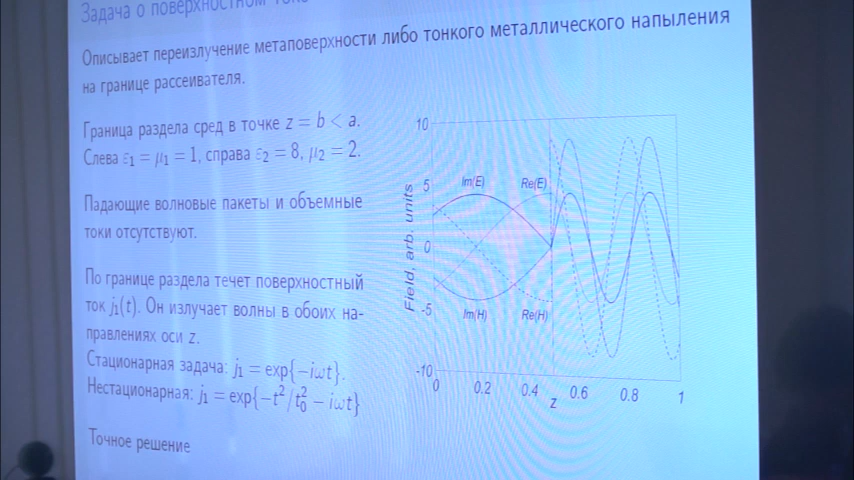 Задача о поверхностном токе
Описывает переизлучение метаповерхности либо тонкого металлического напыления
на границе рассеивателя.
Граница раздела сред в точке z = b < a.
Слева ε₁ = μ₁ = 1, справа ε₂ = 8, μ₂ = 2.
Падающие волновые пакеты и объемные
токи отсутствуют.
По границе раздела течет поверхностный
ток j₁(t). Он излучает волны в обоих на-
правлениях оси z.
Стационарная задача: j₁ = exp{−iωt}.
Нестационарная: j₁ = exp{−t²/t₀² − iωt}
Точное решение
Field, arb. units
10
5
0
-5
-10
Im(E)
Re(E)
Im(H)
Re(H)
0
0.2
0.4
0.6
0.8
1
z